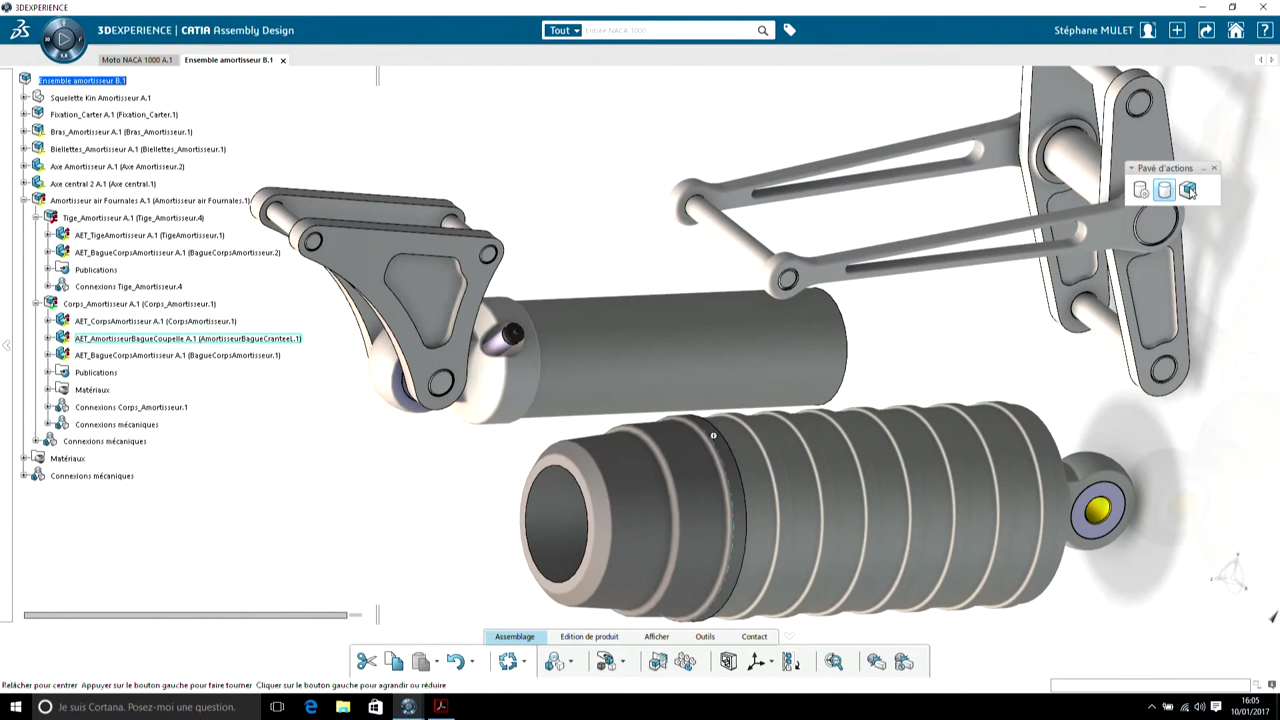 3DEXPERIENCE
3DEXPERIENCE | CATIA Assembly Design
Tout
Entrée NACA 1000
Stéphane MULET
Moto NACA 1000 A.1
Ensemble amortisseur B.1
Ensemble amortisseur B.1
Squelette Kin Amortisseur A.1
Fixation_Carter A.1 (Fixation_Carter.1)
Bras_Amortisseur A.1 (Bras_Amortisseur.1)
Biellettes_Amortisseur A.1 (Biellettes_Amortisseur.1)
Axe Amortisseur A.1 (Axe Amortisseur.2)
Axe central 2 A.1 (Axe central.1)
Amortisseur air Fournales A.1 (Amortisseur air Fournales.1)
Tige_Amortisseur A.1 (Tige_Amortisseur.4)
AET_TigeAmortisseur A.1 (TigeAmortisseur.1)
AET_BagueCorpsAmortisseur A.1 (BagueCorpsAmortisseur.2)
Publications
Connexions Tige_Amortisseur.4
Corps_Amortisseur A.1 (Corps_Amortisseur.1)
AET_CorpsAmortisseur A.1 (CorpsAmortisseur.1)
AET_AmortisseurBagueCoupelle A.1 (AmortisseurBagueCranteeL.1)
AET_BagueCorpsAmortisseur A.1 (BagueCorpsAmortisseur.1)
Publications
Matériaux
Connexions Corps_Amortisseur.1
Connexions mécaniques
Connexions mécaniques
Matériaux
Connexions mécaniques
Pavé d'actions
Assemblage
Edition de produit
Afficher
Outils
Contact
Relâcher pour centrer Appuyer sur le bouton gauche pour faire tourner Cliquer sur le bouton gauche pour agrandir ou réduire
Je suis Cortana. Posez-moi une question.
16:05
10/01/2017